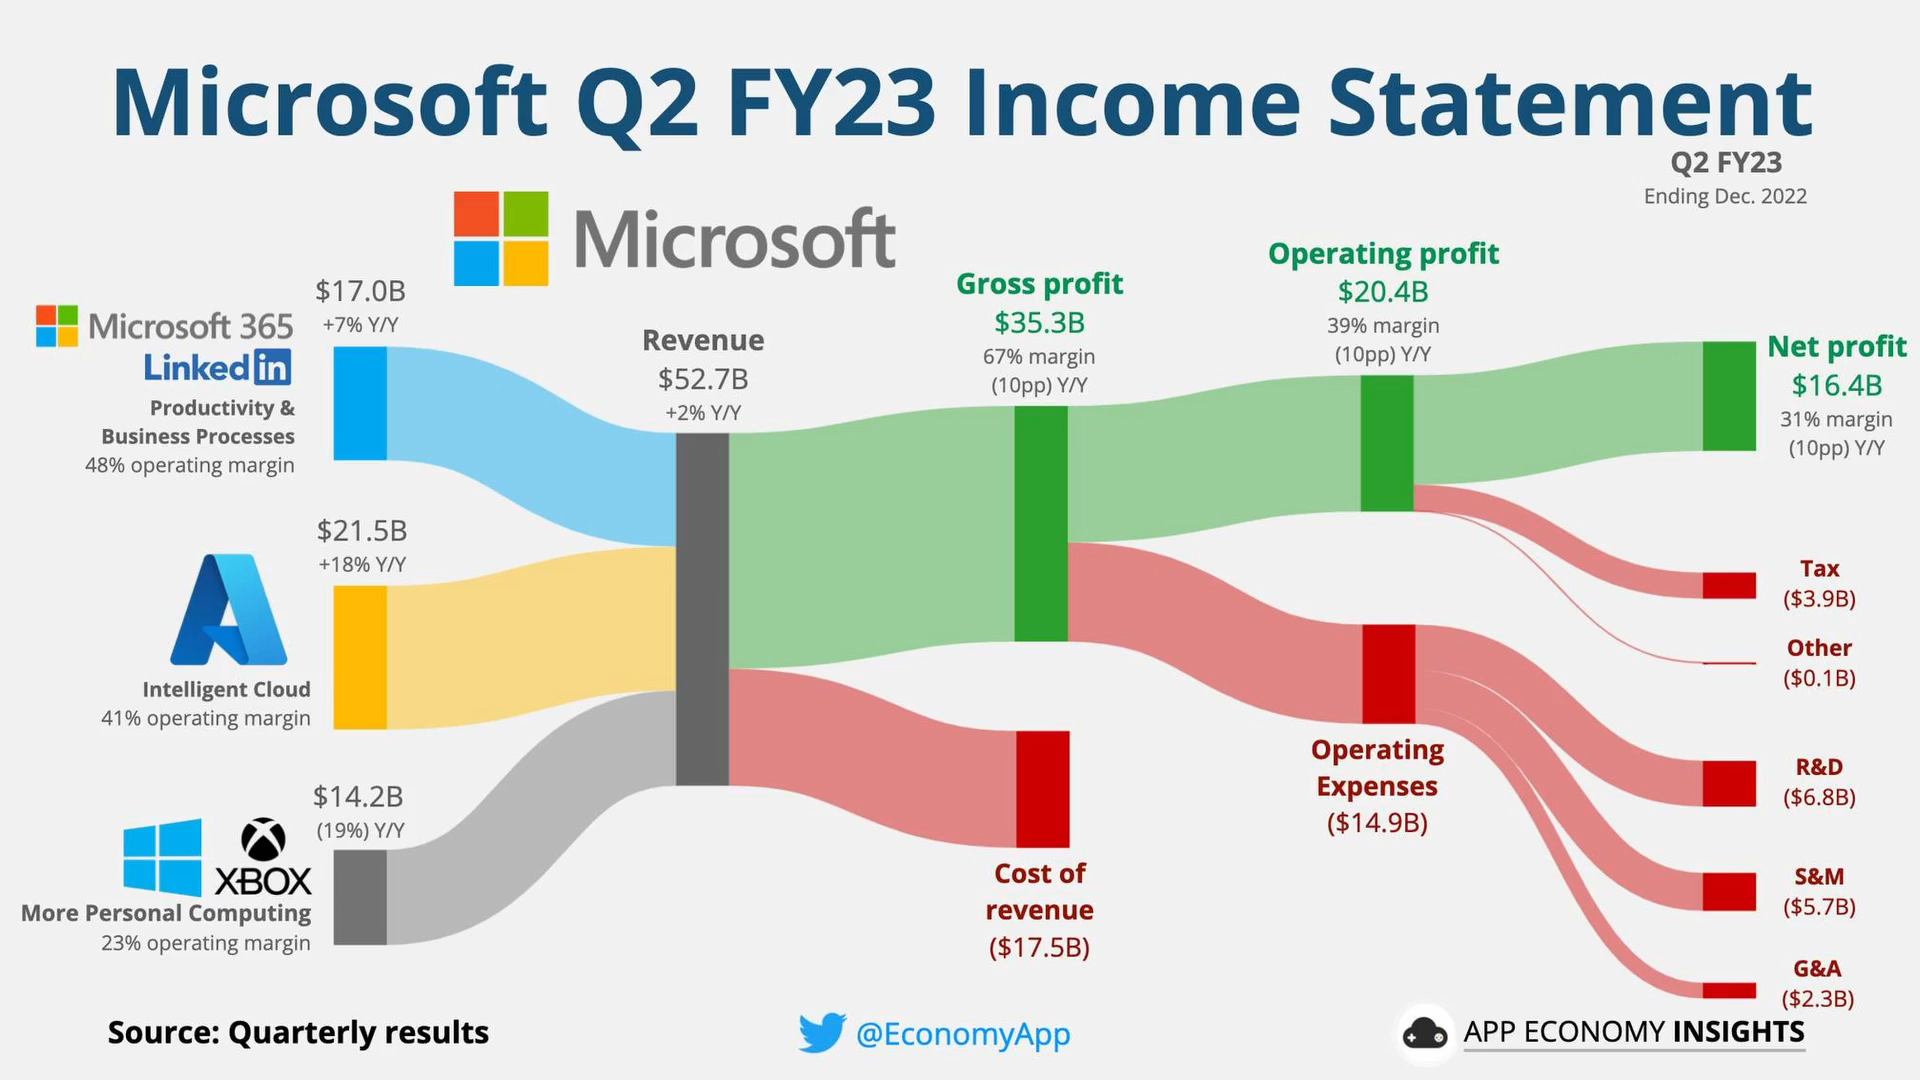 Microsoft Q2 FY23 Income Statement
Q2 FY23
Ending Dec. 2022
Microsoft
$17.0B
+7% Y/Y
Microsoft 365
LinkedIn
Productivity &
Business Processes
48% operating margin
$21.5B
+18% Y/Y
Intelligent Cloud
41% operating margin
$14.2B
(19%) Y/Y
XBOX
More Personal Computing
23% operating margin
Revenue
$52.7B
+2% Y/Y
Gross profit
$35.3B
67% margin
(10pp) Y/Y
Cost of
revenue
($17.5B)
Operating profit
$20.4B
39% margin
(10pp) Y/Y
Operating
Expenses
($14.9B)
Net profit
$16.4B
31% margin
(10pp) Y/Y
Tax
($3.9B)
Other
($0.1B)
R&D
($6.8B)
S&M
($5.7B)
G&A
($2.3B)
Source: Quarterly results
@EconomyApp
APP ECONOMY INSIGHTS